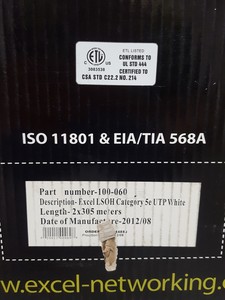 ETL LISTED
CONFORMS TO
UL STD 444
CERTIFIED TO
CSA STD C22.2 NO. 214
ISO 11801 & EIA/TIA 568A
Part number-100-060
Description- Excel LSOH Category 5e UTP White
Length- 2x305 meters
Date of Manufacture-2012/08
w.excel-networking.c